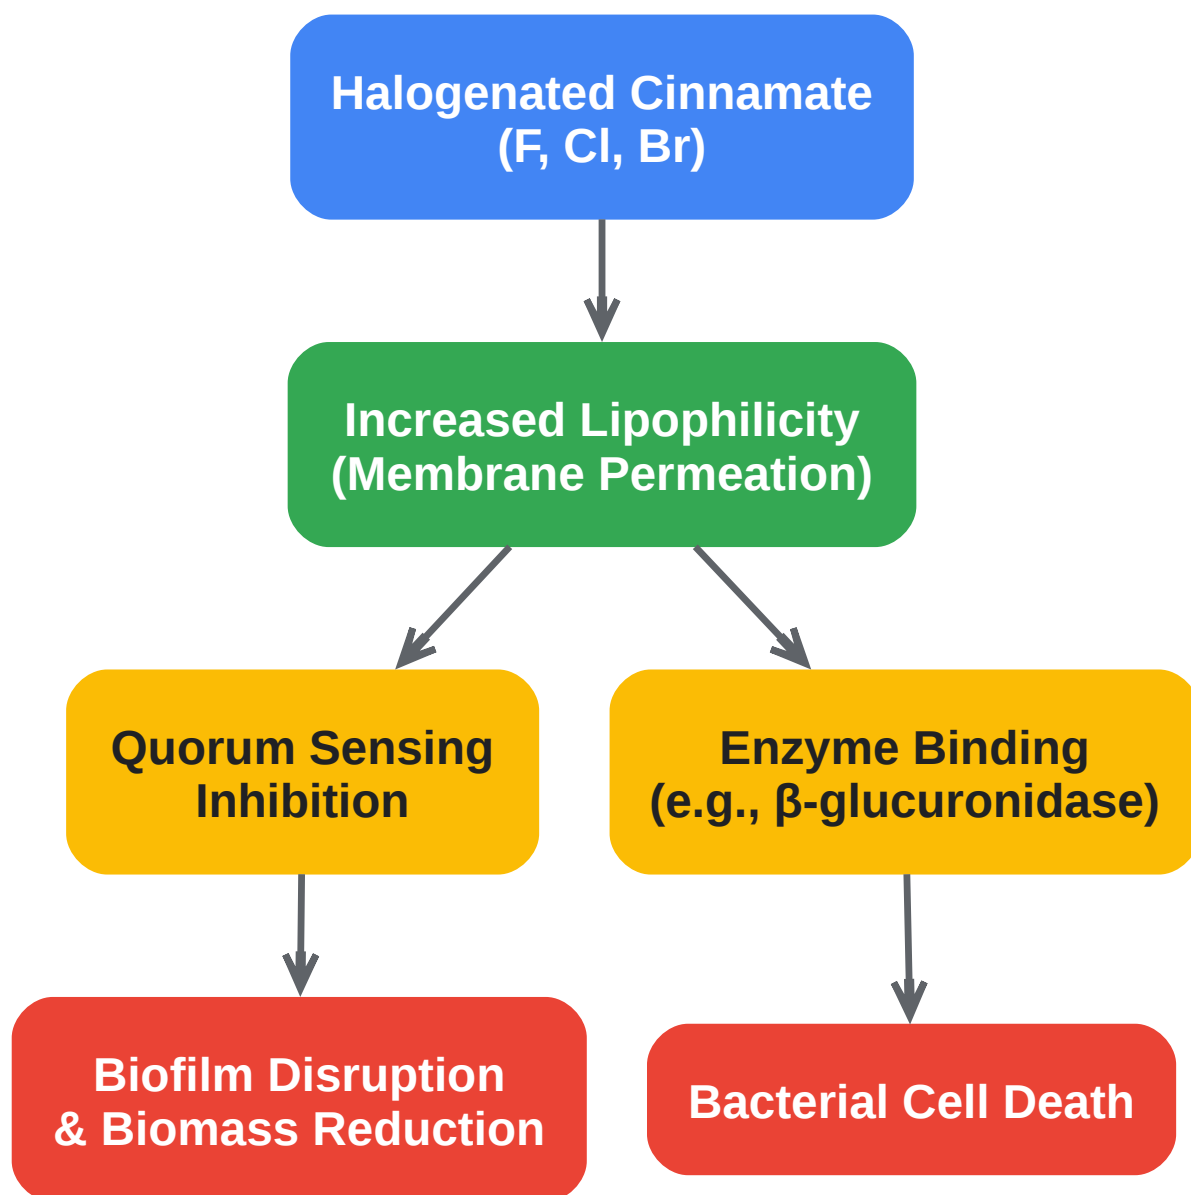 Halogenated Cinnamate
(F, Cl, Br)
Increased Lipophilicity
(Membrane Permeation)
Quorum Sensing
Inhibition
Enzyme Binding
(e.g., β-glucuronidase)
Biofilm Disruption
& Biomass Reduction
Bacterial Cell Death